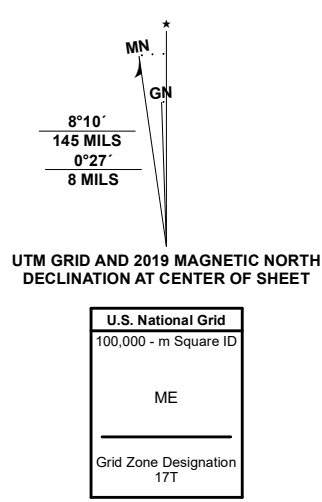 MN
GN
8°10´
145 MILS
0°27´
8 MILS
UTM GRID AND 2019 MAGNETIC NORTH
DECLINATION AT CENTER OF SHEET
U.S. National Grid
100,000 - m Square ID
ME
Grid Zone Designation
17T